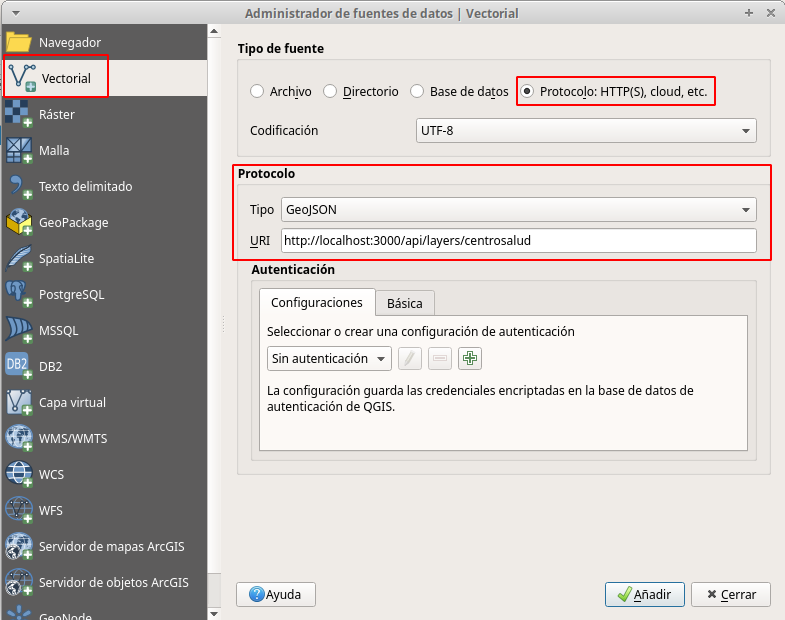 Administrador de fuentes de datos | Vectorial
Navegador
Vectorial
Ráster
Malla
Texto delimitado
GeoPackage
SpatiaLite
PostgreSQL
MSSQL
DB2
DB2
Capa virtual
WMS/WMTS
WCS
WFS
Servidor de mapas ArcGIS
Servidor de objetos ArcGIS
GeoNode
Tipo de fuente
Archivo Directorio Base de datos Protocolo: HTTP(S), cloud, etc.
Codificación UTF-8
Protocolo
Tipo GeoJSON
URI http://localhost:3000/api/layers/centrosalud
Autenticación
Configuraciones Básica
Seleccionar o crear una configuración de autenticación
Sin autenticación
La configuración guarda las credenciales encriptadas en la base de datos de
autenticación de QGIS.
Ayuda Añadir Cerrar